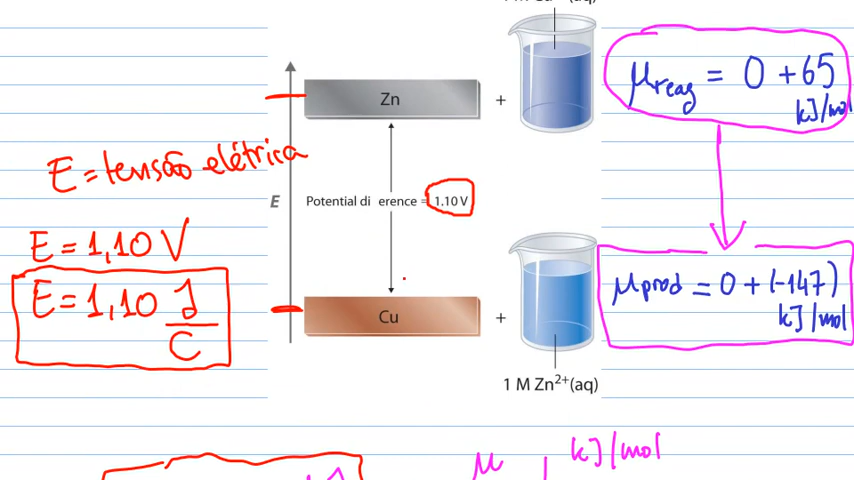 Zn
+
μreag = 0 + 65
kJ/mol
E = tensão elétrica
E
Potential di erence = 1,10 V
E = 1,10 V
E = 1,10 J
C
μprod = 0 + (-147)
kJ/mol
Cu
+
1 M Zn²⁺(aq)
kJ/mol
μ